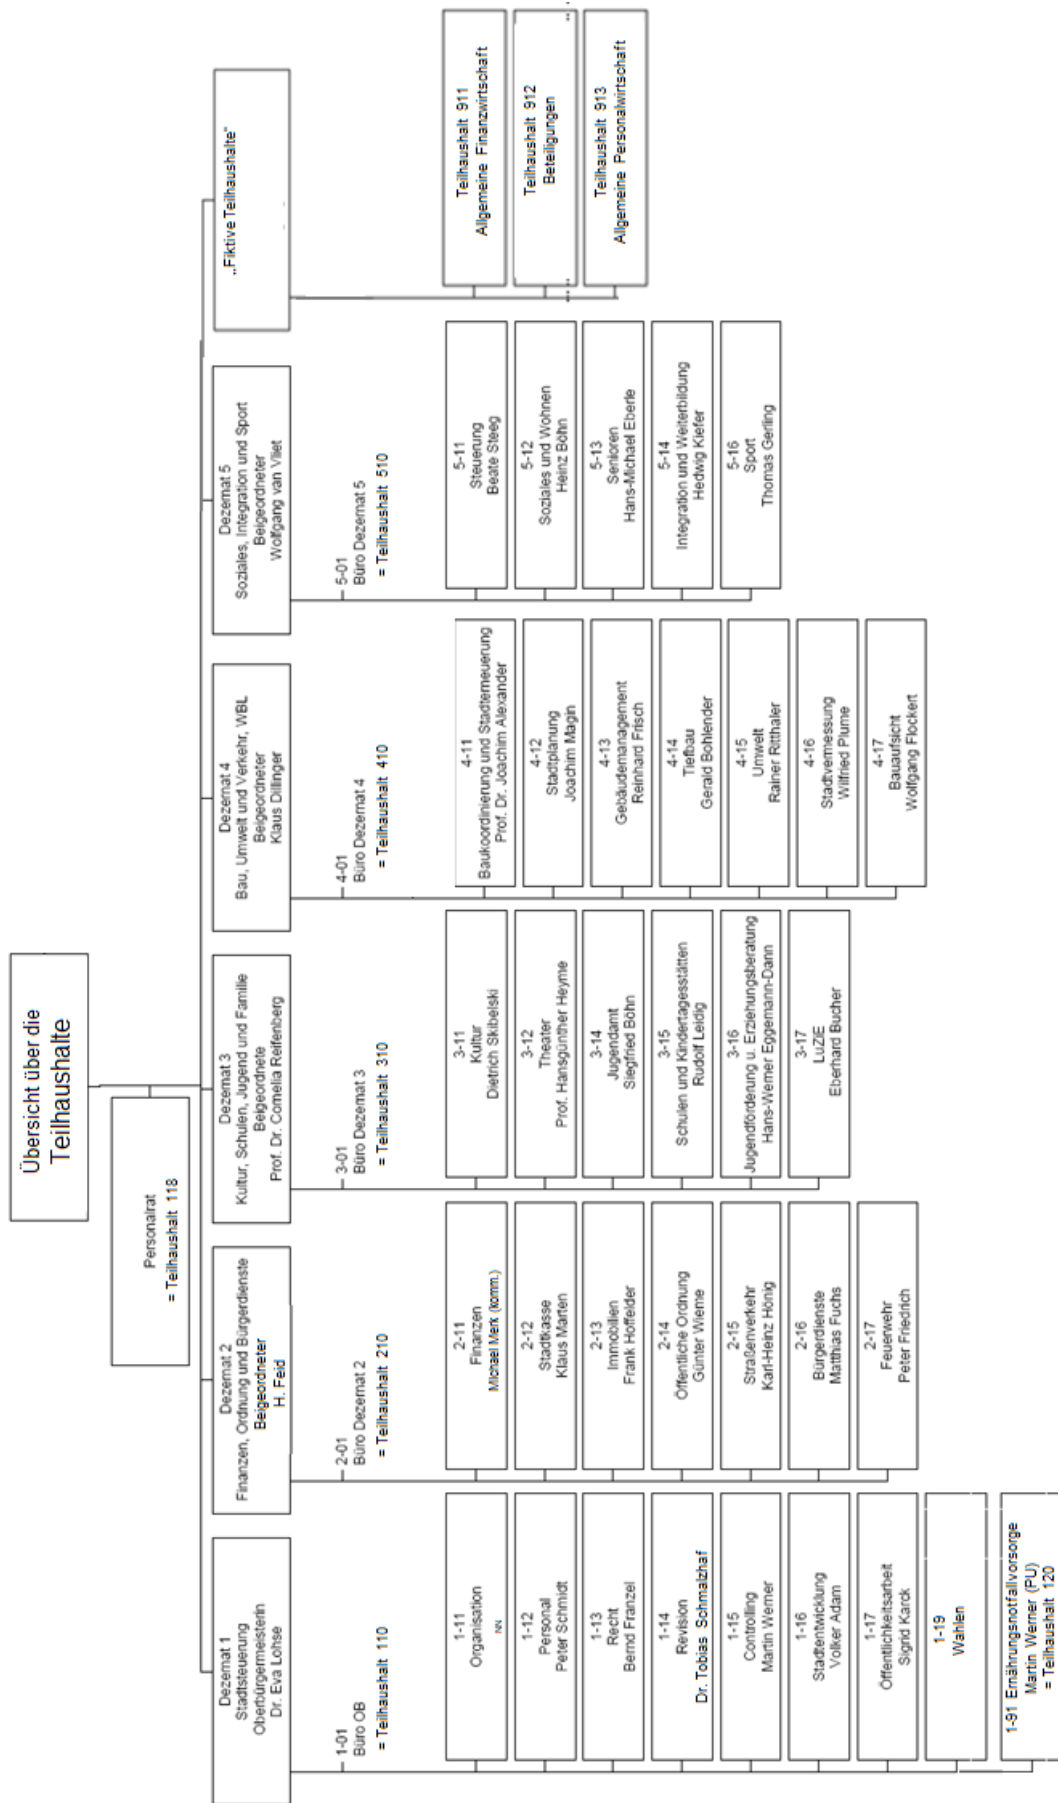 Übersicht über die
Teilhaushalte
Personalrat
= Teilhaushalt 118
Dezernat 1
Stadtsteuerung
Oberbürgermeisterin
Dr. Eva Lohse
1-01
Büro OB
= Teilhaushalt 110
1-11
Organisation
NN
1-12
Personal
Peter Schmidt
1-13
Recht
Bernd Franzel
1-14
Revision
Dr. Tobias Schmalzhaf
1-15
Controlling
Martin Werner
1-16
Stadtentwicklung
Volker Adam
1-17
Öffentlichkeitsarbeit
Sigrid Karck
1-19
Wahlen
1-91 Ernährungsnotfallvorsorge
Martin Werner (PU)
= Teilhaushalt 120
Dezernat 2
Finanzen, Ordnung und Bürgerdienste
Beigeordneter
H. Feid
2-01
Büro Dezernat 2
= Teilhaushalt 210
2-11
Finanzen
Michael Merk (komm.)
2-12
Stadtkasse
Klaus Marten
2-13
Immobilien
Frank Hoffelder
2-14
Öffentliche Ordnung
Günter Wieme
2-15
Straßenverkehr
Karl-Heinz Hönig
2-16
Bürgerdienste
Matthias Fuchs
2-17
Feuerwehr
Peter Friedrich
Dezernat 3
Kultur, Schulen, Jugend und Familie
Beigeordnete
Prof. Dr. Cornelia Reifenberg
3-01
Büro Dezernat 3
= Teilhaushalt 310
3-11
Kultur
Dietrich Skibelski
3-12
Theater
Prof. Hansgünther Heyme
3-14
Jugendamt
Siegfried Böhn
3-15
Schulen und Kindertagesstätten
Rudolf Leidig
3-16
Jugendförderung u. Erziehungsberatung
Hans-Werner Eggemann-Dann
3-17
LuZiE
Eberhard Bucher
Dezernat 4
Bau, Umwelt und Verkehr, WBL
Beigeordneter
Klaus Dillinger
4-01
Büro Dezernat 4
= Teilhaushalt 410
4-11
Baukoordinierung und Stadterneuerung
Prof. Dr. Joachim Alexander
4-12
Stadtplanung
Joachim Magin
4-13
Gebäudemanagement
Reinhard Frisch
4-14
Tiefbau
Gerald Bohlender
4-15
Umwelt
Rainer Ritthaler
4-16
Stadtvermessung
Wilfried Plume
4-17
Bauaufsicht
Wolfgang Flockert
Dezernat 5
Soziales, Integration und Sport
Beigeordneter
Wolfgang van Vliet
5-01
Büro Dezernat 5
= Teilhaushalt 510
5-11
Steuerung
Beate Steeg
5-12
Soziales und Wohnen
Heinz Böhn
5-13
Senioren
Hans-Michael Eberle
5-14
Integration und Weiterbildung
Hedwig Kiefer
5-16
Sport
Thomas Gerling
„Fiktive Teilhaushalte"
Teilhaushalt 911
Allgemeine Finanzwirtschaft
Teilhaushalt 912
Beteiligungen
Teilhaushalt 913
Allgemeine Personalwirtschaft